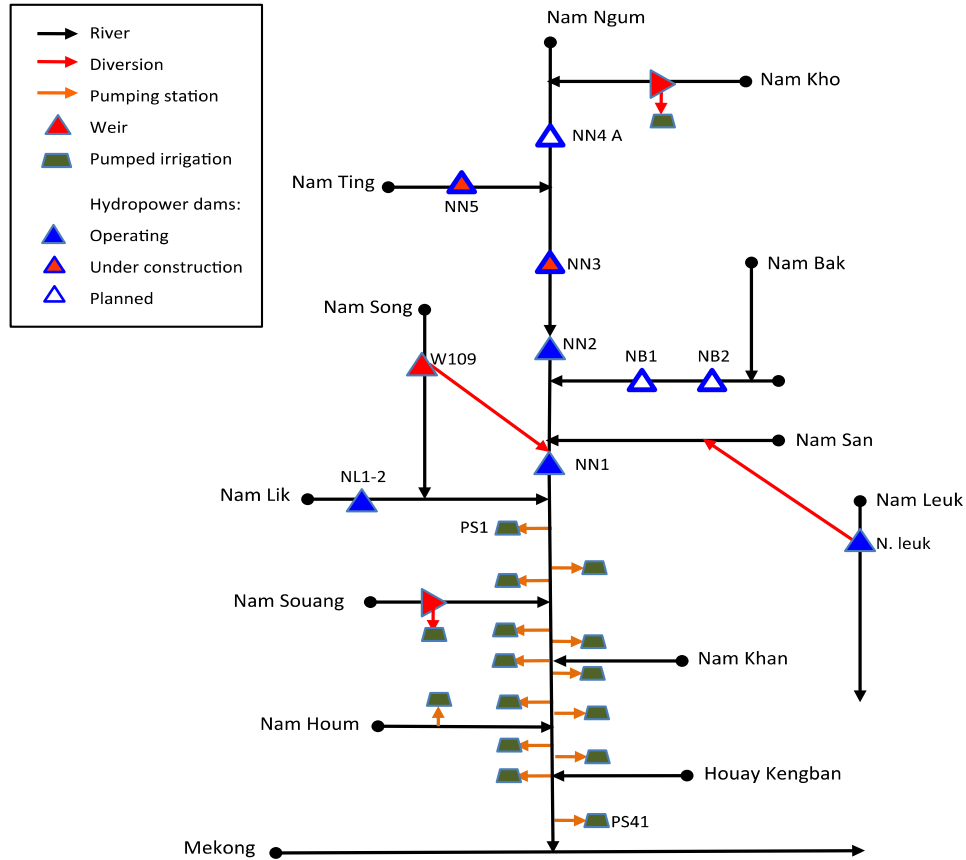 River
Diversion
Pumping station
Weir
Pumped irrigation
Hydropower dams:
Operating
Under construction
Planned
Nam Ngum
Nam Kho
NN4 A
Nam Ting
NN5
NN3
Nam Bak
Nam Song
NN2
W109
NB1
NB2
Nam San
NN1
NL1-2
Nam Lik
Nam Leuk
PS1
N. leuk
Nam Souang
Nam Khan
Nam Houm
Houay Kengban
PS41
Mekong